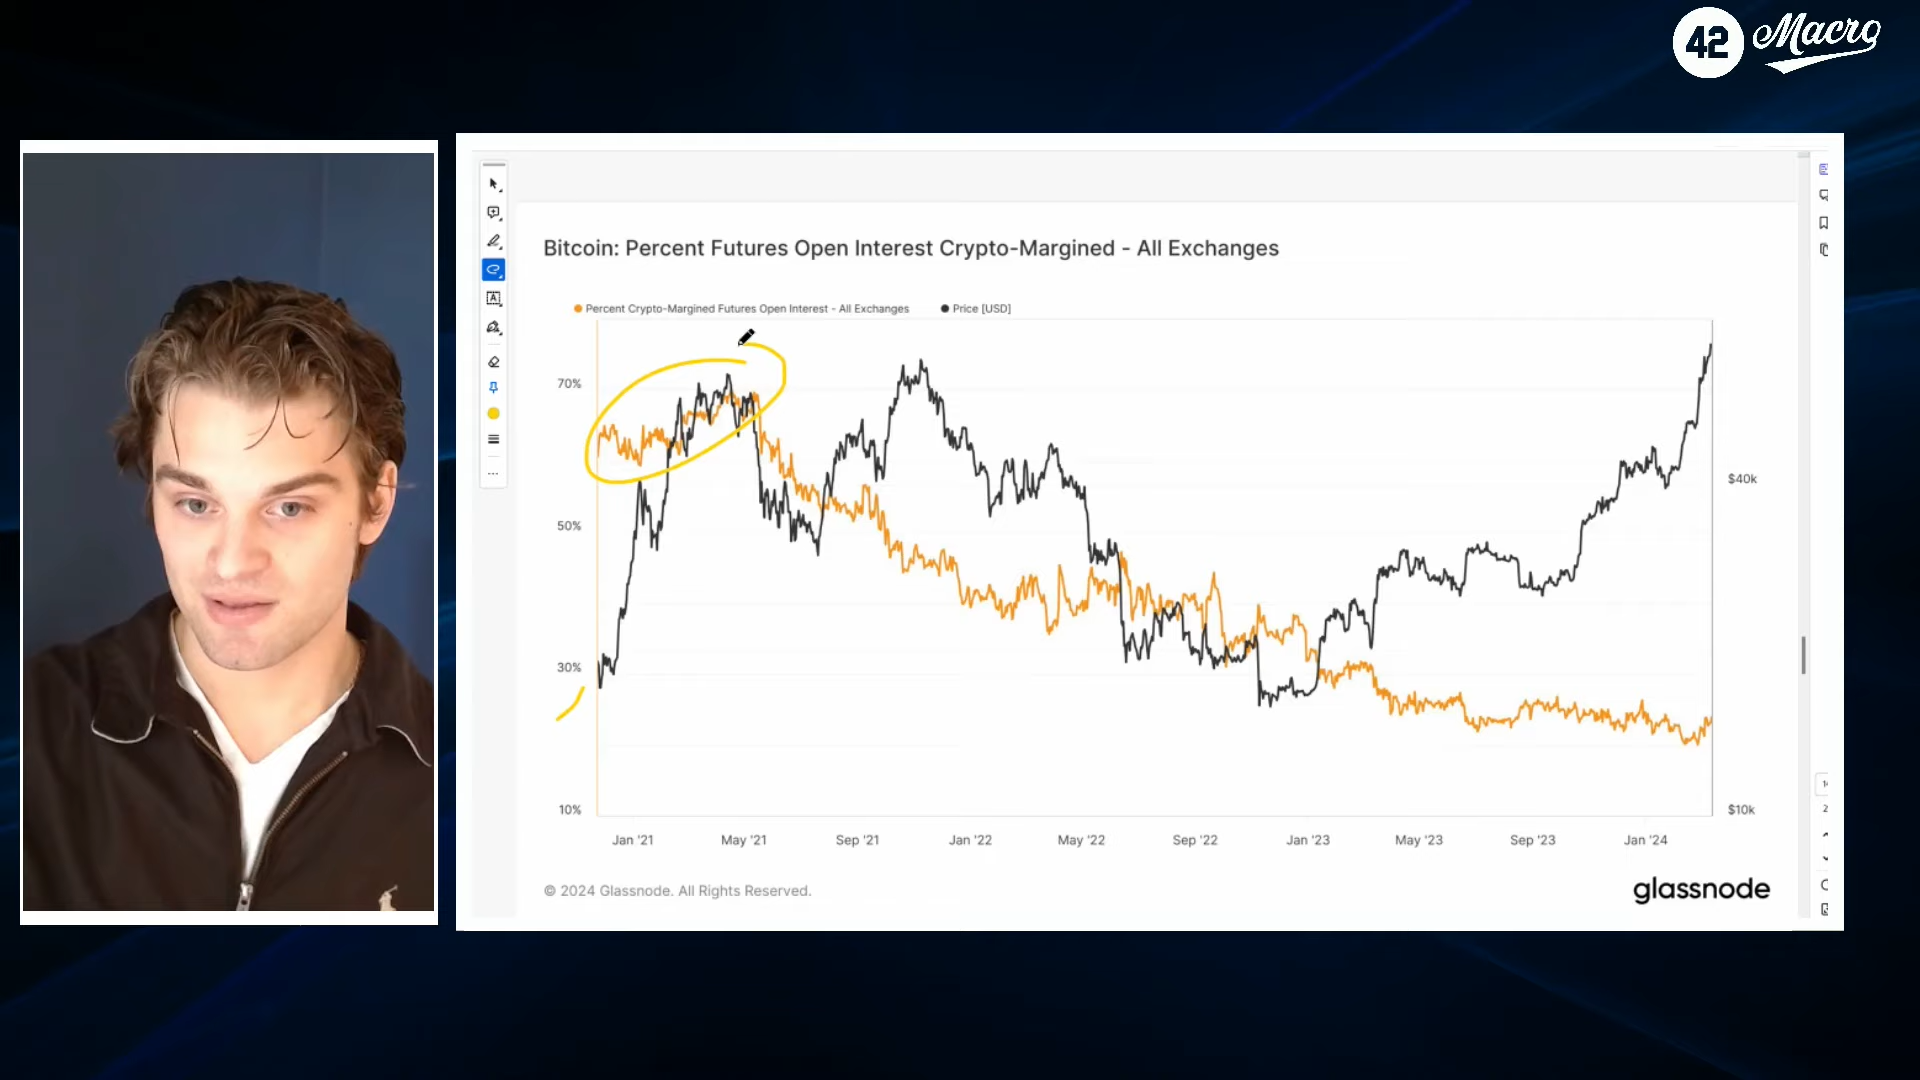 42 Macro
Bitcoin: Percent Futures Open Interest Crypto-Margined - All Exchanges
Percent Crypto-Margined Futures Open Interest - All Exchanges
Price [USD]
70%
50%
30%
10%
$40k
$10k
Jan '21
May '21
Sep '21
Jan '22
May '22
Sep '22
Jan '23
May '23
Sep '23
Jan '24
© 2024 Glassnode. All Rights Reserved.
glassnode